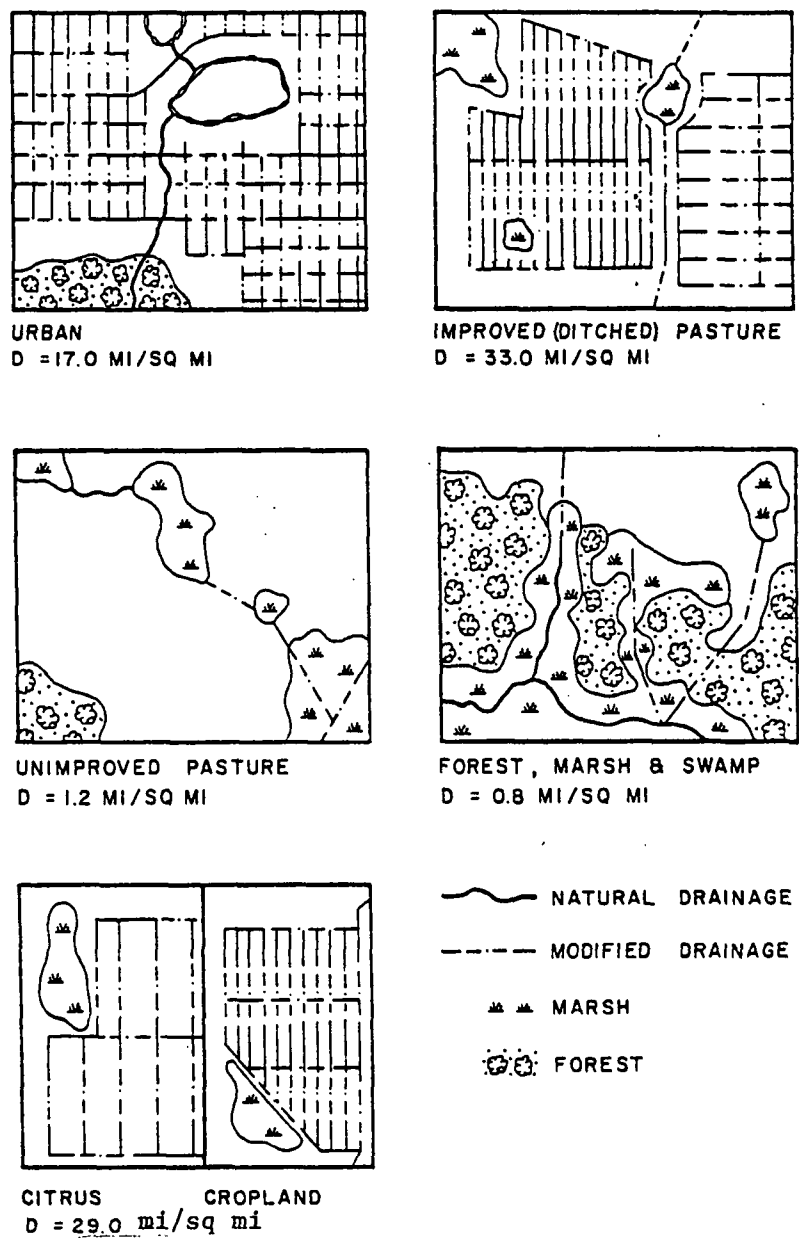 URBAN
D = 17.0 MI/SQ MI
IMPROVED (DITCHED) PASTURE
D = 33.0 MI/SQ MI
UNIMPROVED PASTURE
D = 1.2 MI/SQ MI
FOREST, MARSH & SWAMP
D = 0.8 MI/SQ MI
CITRUS CROPLAND
D = 29.0 mi/sq mi
NATURAL DRAINAGE
MODIFIED DRAINAGE
MARSH
FOREST